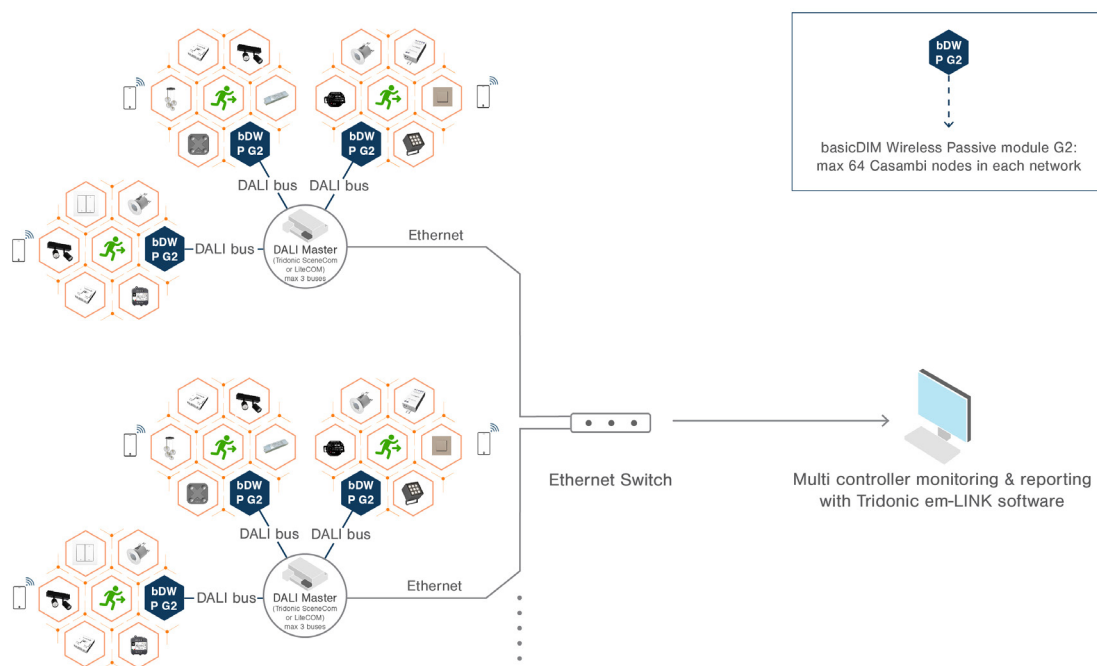 bDW
P G2
basicDIM Wireless Passive module G2:
max 64 Casambi nodes in each network
bDW
P G2
bDW
P G2
DALI bus
DALI bus
bDW
P G2
DALI bus
DALI Master
(Tridonic SceneCom
or LiteCOM)
max 3 buses
Ethernet
bDW
P G2
bDW
P G2
DALI bus
DALI bus
Ethernet Switch
Multi controller monitoring & reporting
with Tridonic em-LINK software
bDW
P G2
DALI bus
DALI Master
(Tridonic SceneCom
or LiteCOM)
max 3 buses
Ethernet